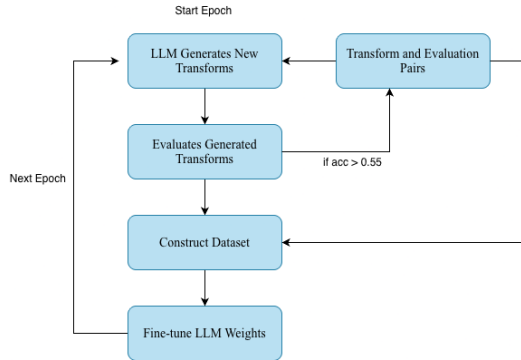 Start Epoch
LLM Generates New
Transforms
Transform and Evaluation
Pairs
Evaluates Generated
Transforms
if acc > 0.55
Next Epoch
Construct Dataset
Fine-tune LLM Weights